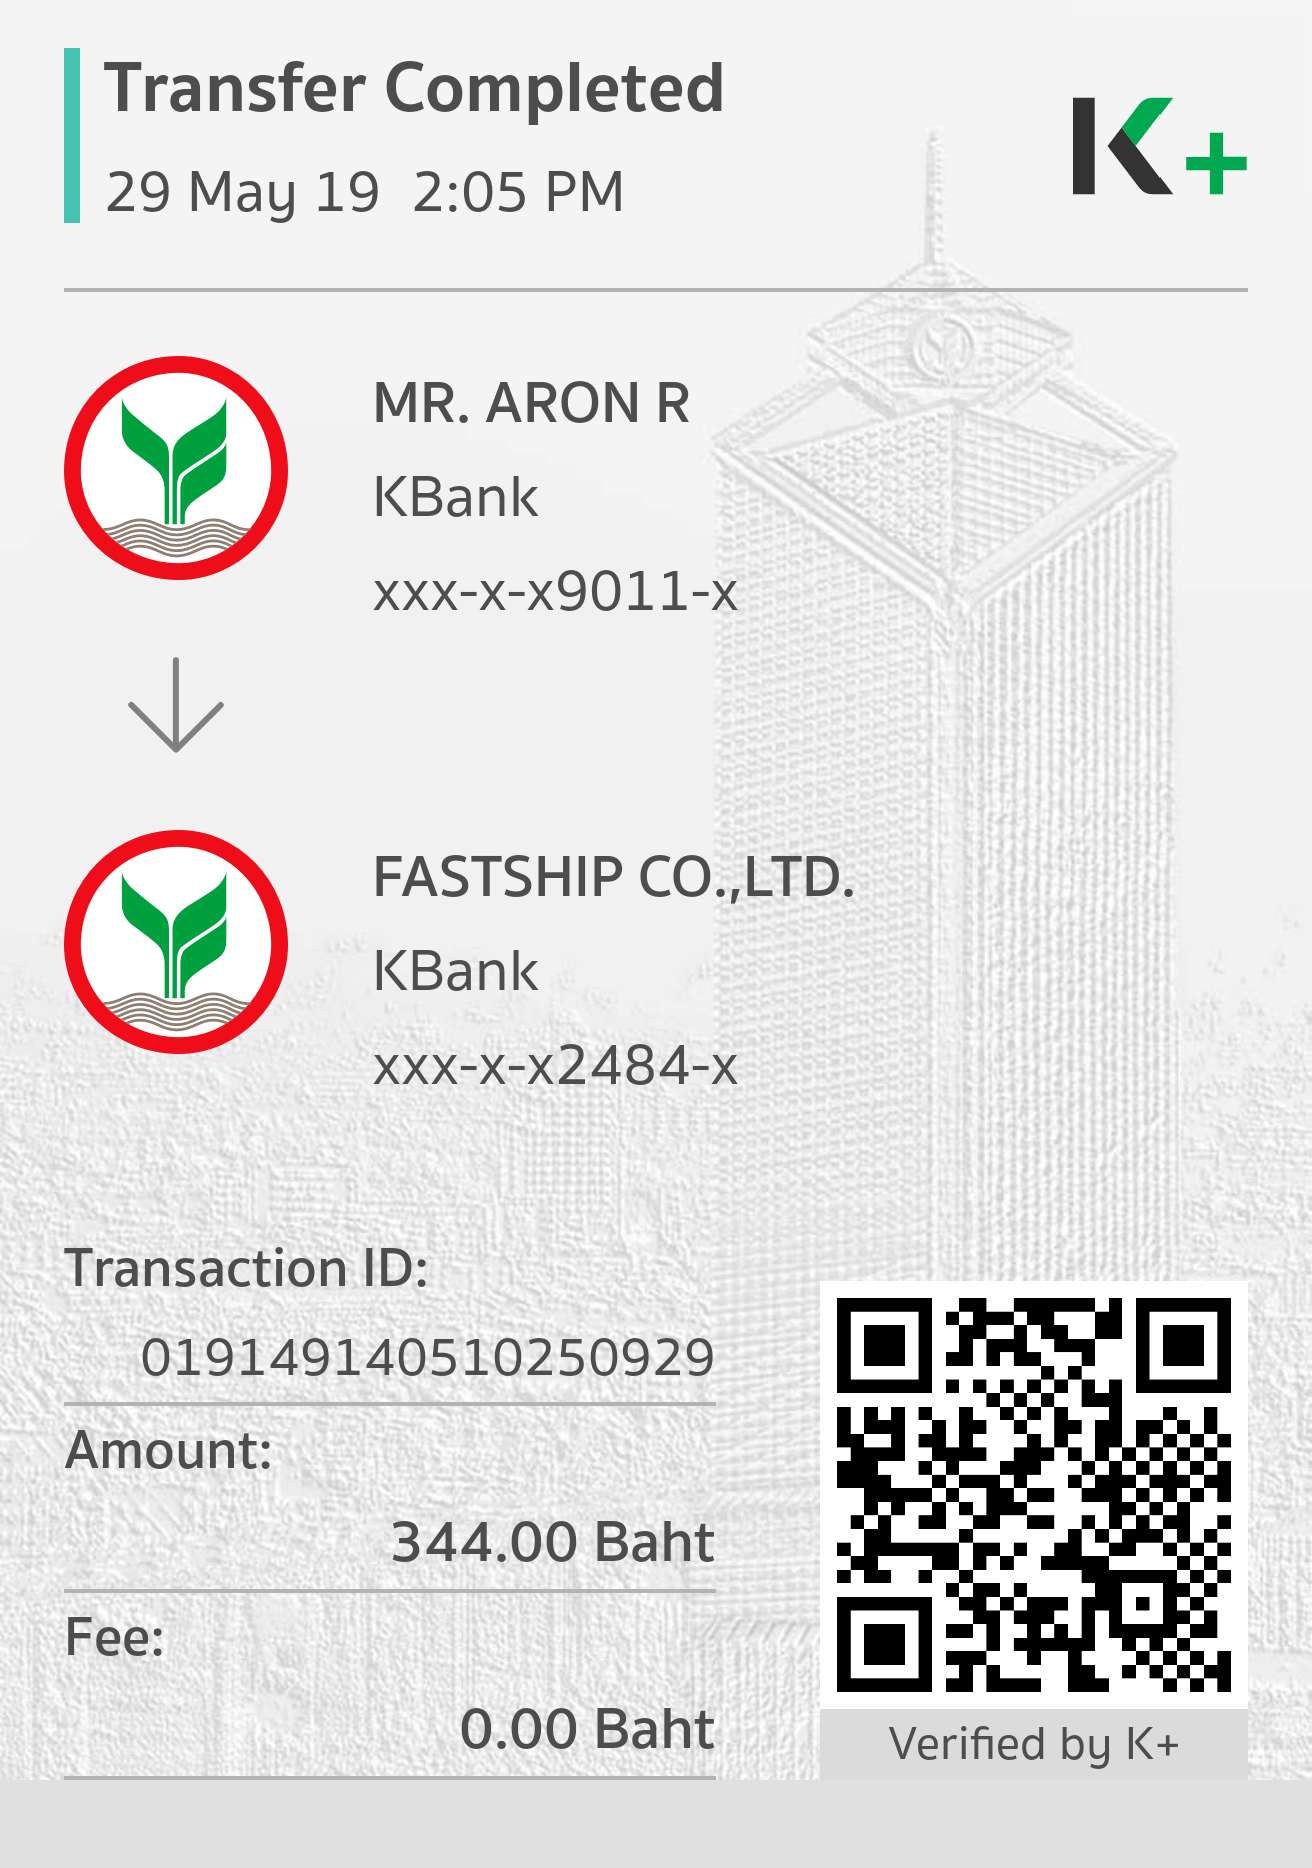 Transfer Completed
29 May 19 2:05 PM
K+
MR. ARON R
KBank
xxx-x-x9011-x
FASTSHIP CO.,LTD.
KBank
xxx-x-x2484-x
Transaction ID:
019149140510250929
Amount:
344.00 Baht
Fee:
0.00 Baht
Verified by K+